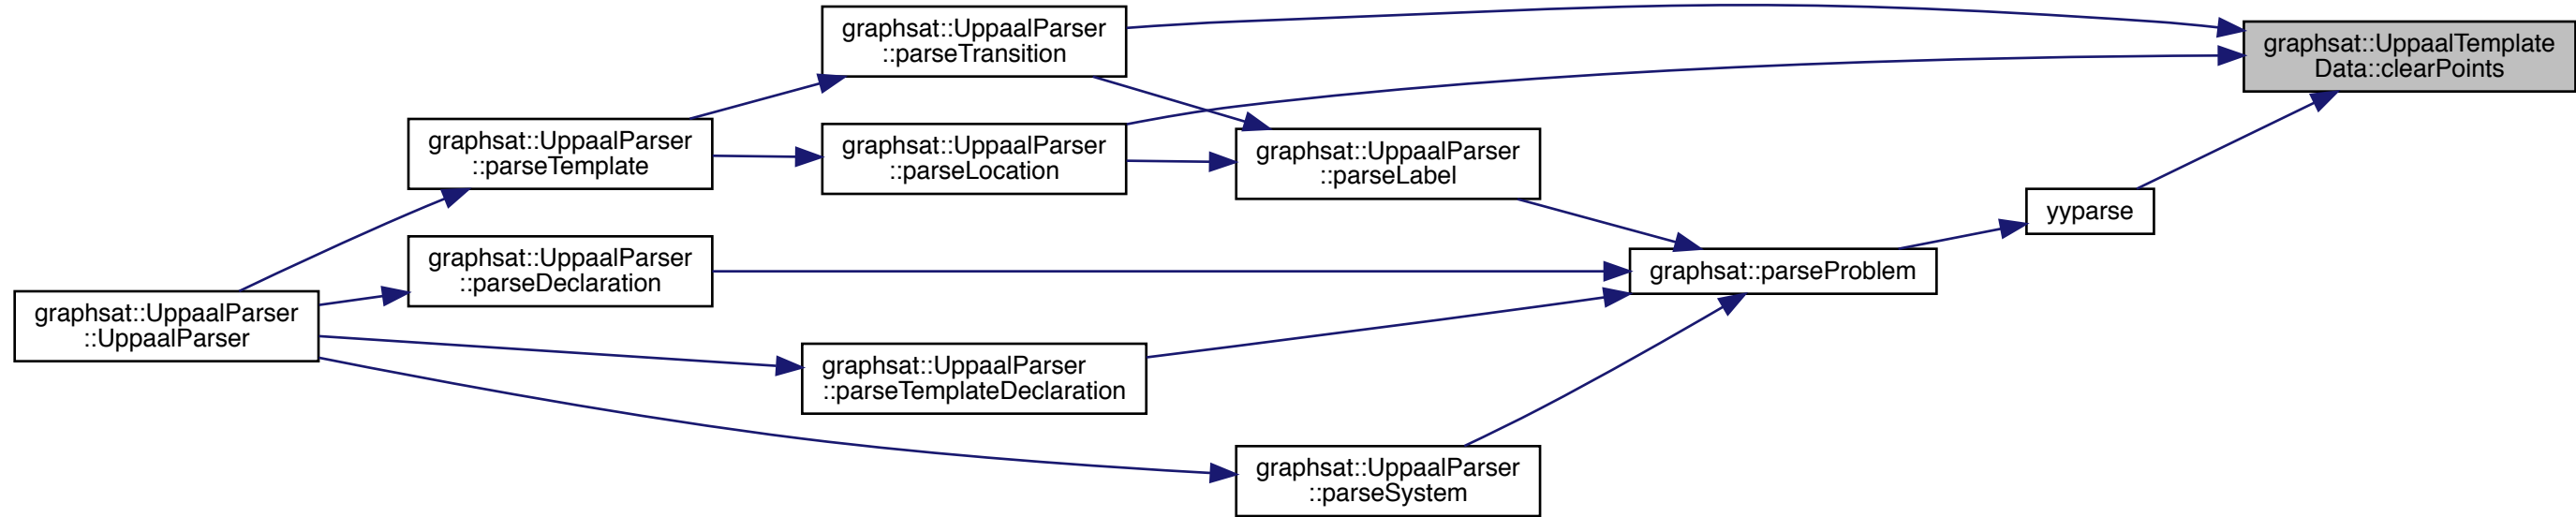 graphsat::UppaalParser
::UppaalParser
graphsat::UppaalParser
::parseTemplate
graphsat::UppaalParser
::parseDeclaration
graphsat::UppaalParser
::parseTransition
graphsat::UppaalParser
::parseLocation
graphsat::UppaalParser
::parseTemplateDeclaration
graphsat::UppaalParser
::parseLabel
graphsat::UppaalParser
::parseSystem
graphsat::parseProblem
yyparse
graphsat::UppaalTemplate
Data::clearPoints